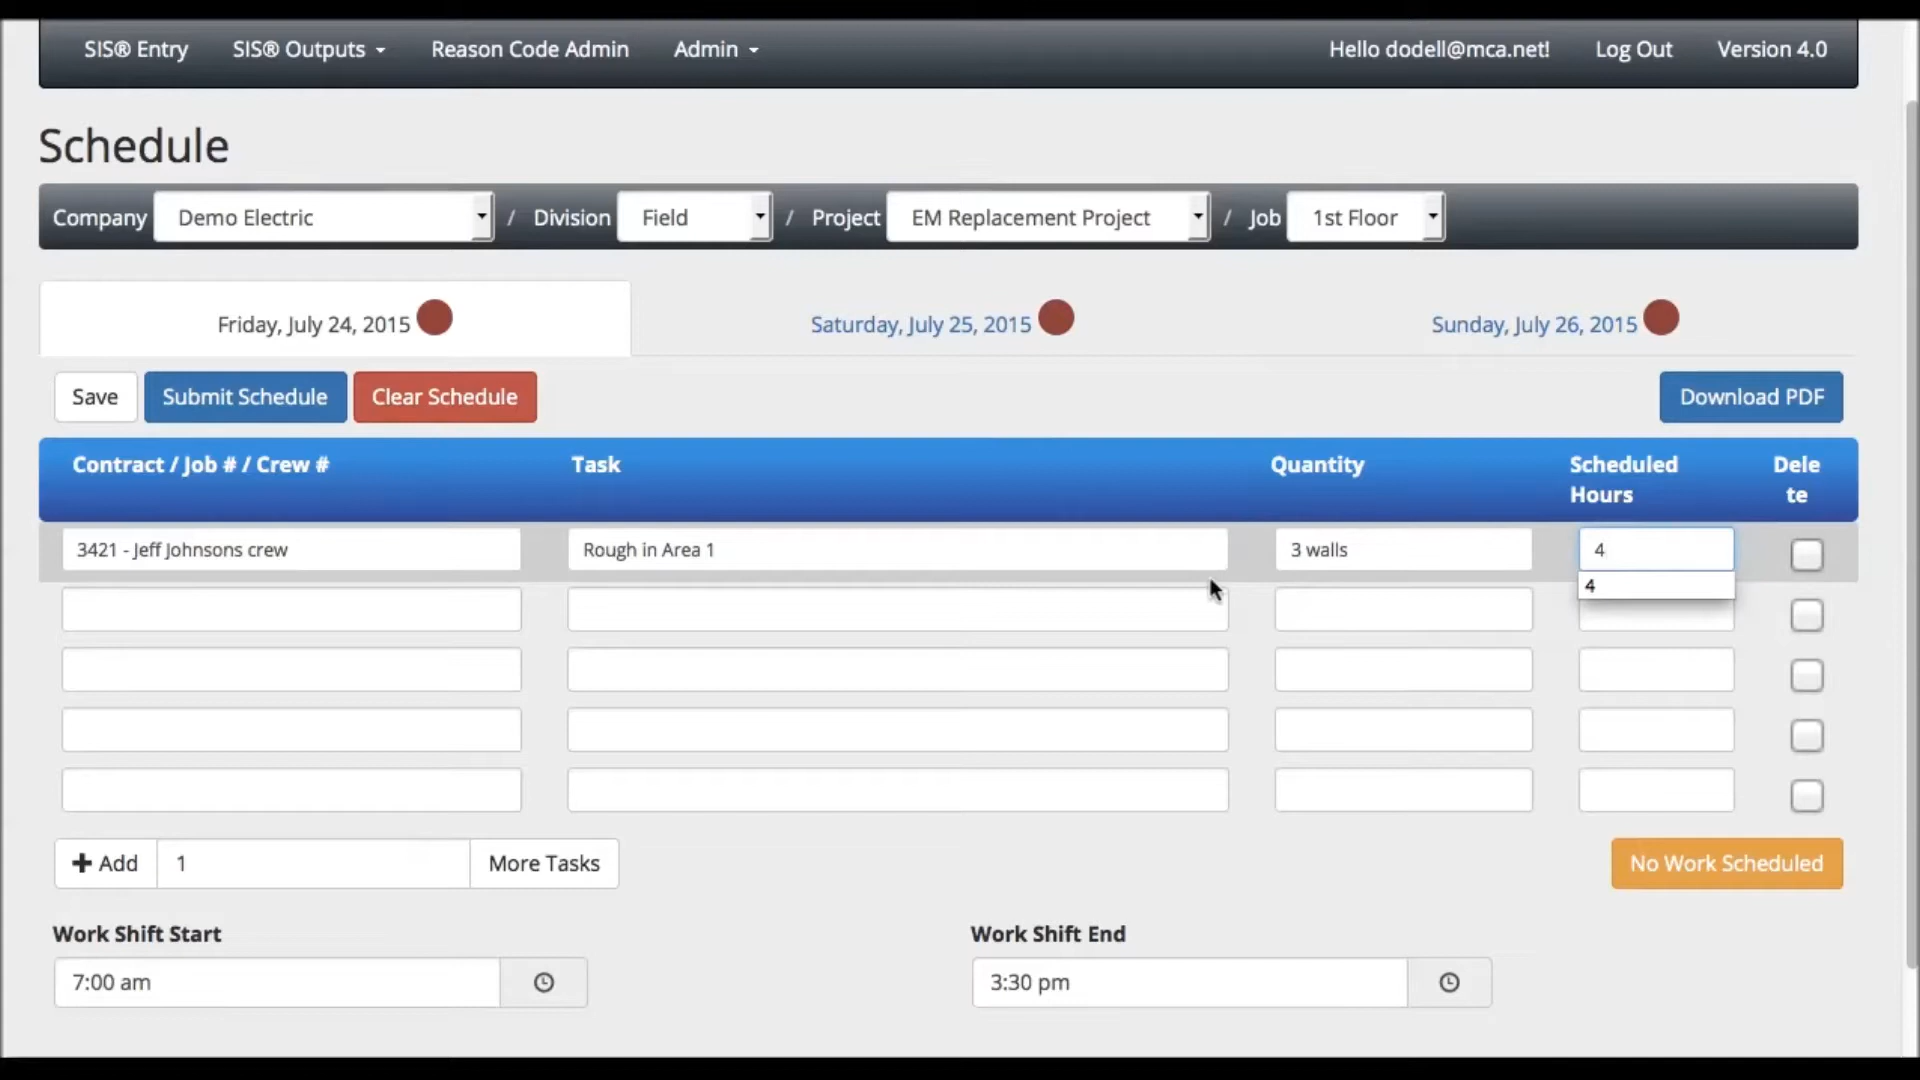 SIS® Entry SIS® Outputs Reason Code Admin Admin Hello dodell@mca.net! Log Out Version 4.0
Schedule
Company Demo Electric / Division Field / Project EM Replacement Project / Job 1st Floor
Friday, July 24, 2015 Saturday, July 25, 2015 Sunday, July 26, 2015
Save Submit Schedule Clear Schedule Download PDF
Contract / Job # / Crew # Task Quantity Scheduled Dele
Hours te
3421 - Jeff Johnsons crew Rough in Area 1 3 walls 4
4
Add 1 More Tasks No Work Scheduled
Work Shift Start Work Shift End
7:00 am 3:30 pm